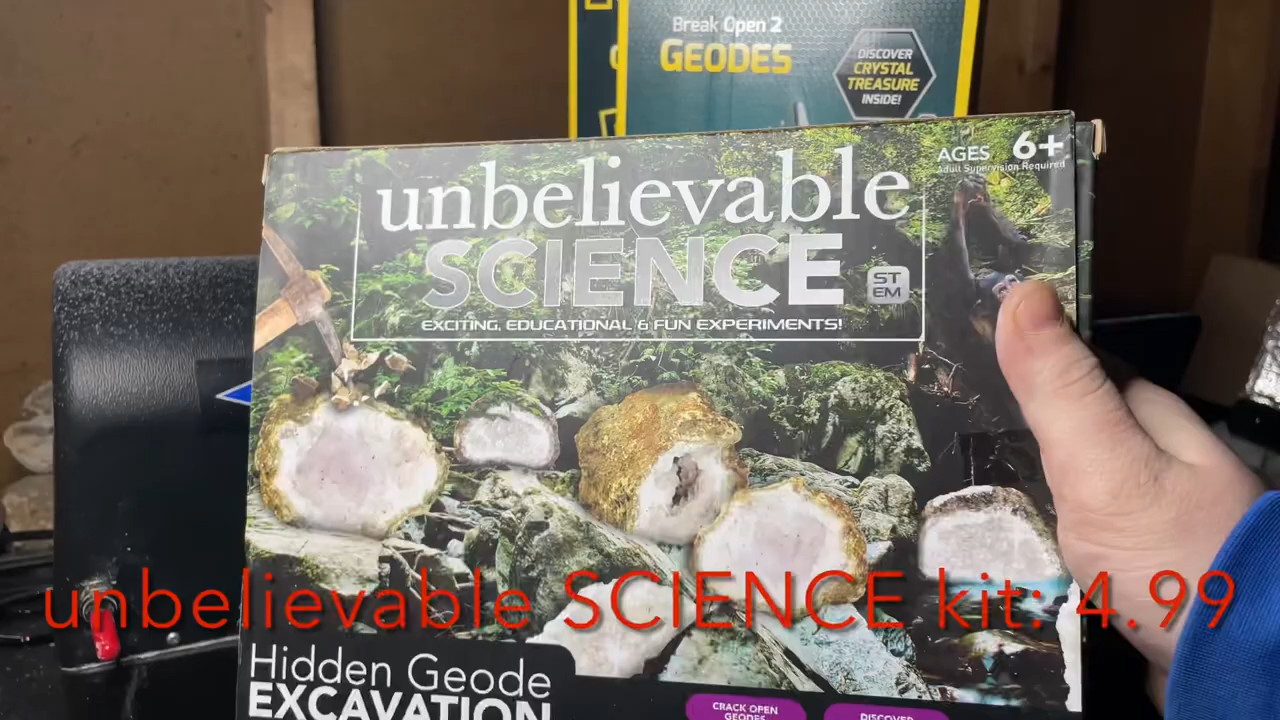 Break Open 2
GEODES
DISCOVER
CRYSTAL
TREASURE
INSIDE!
AGES 6+
Adult Supervision Required
unbelievable
SCIENCE
ST
EM
EXCITING, EDUCATIONAL & FUN EXPERIMENTS!
unbelievable SCIENCE kit: 4.99
Hidden Geode
EXCAVATION
CRACK OPEN
GEODES
DISCOVER